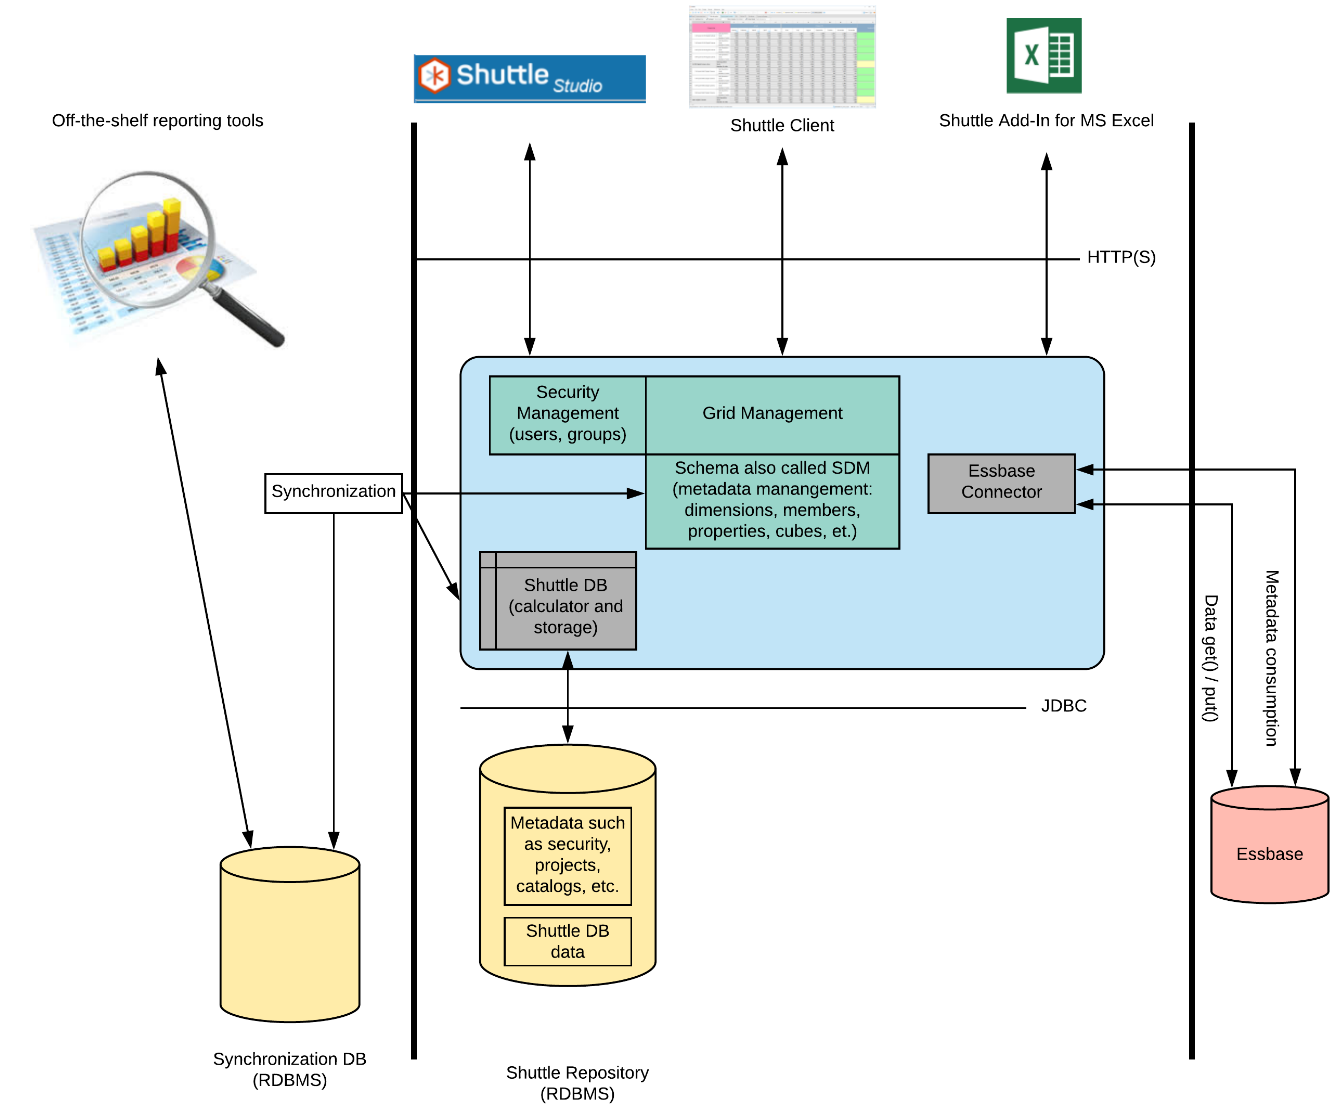 Shuttle Studio
Off-the-shelf reporting tools
Shuttle Client
Shuttle Add-In for MS Excel
HTTP(S)
Security
Management
(users, groups)
Grid Management
Schema also called SDM
(metadata manangement:
dimensions, members,
properties, cubes, et.)
Essbase
Connector
Synchronization
Shuttle DB
(calculator and
storage)
Data get() / put()
Metadata consumption
JDBC
Metadata such
as security,
projects,
catalogs, etc.
Shuttle DB
data
Essbase
Synchronization DB
(RDBMS)
Shuttle Repository
(RDBMS)